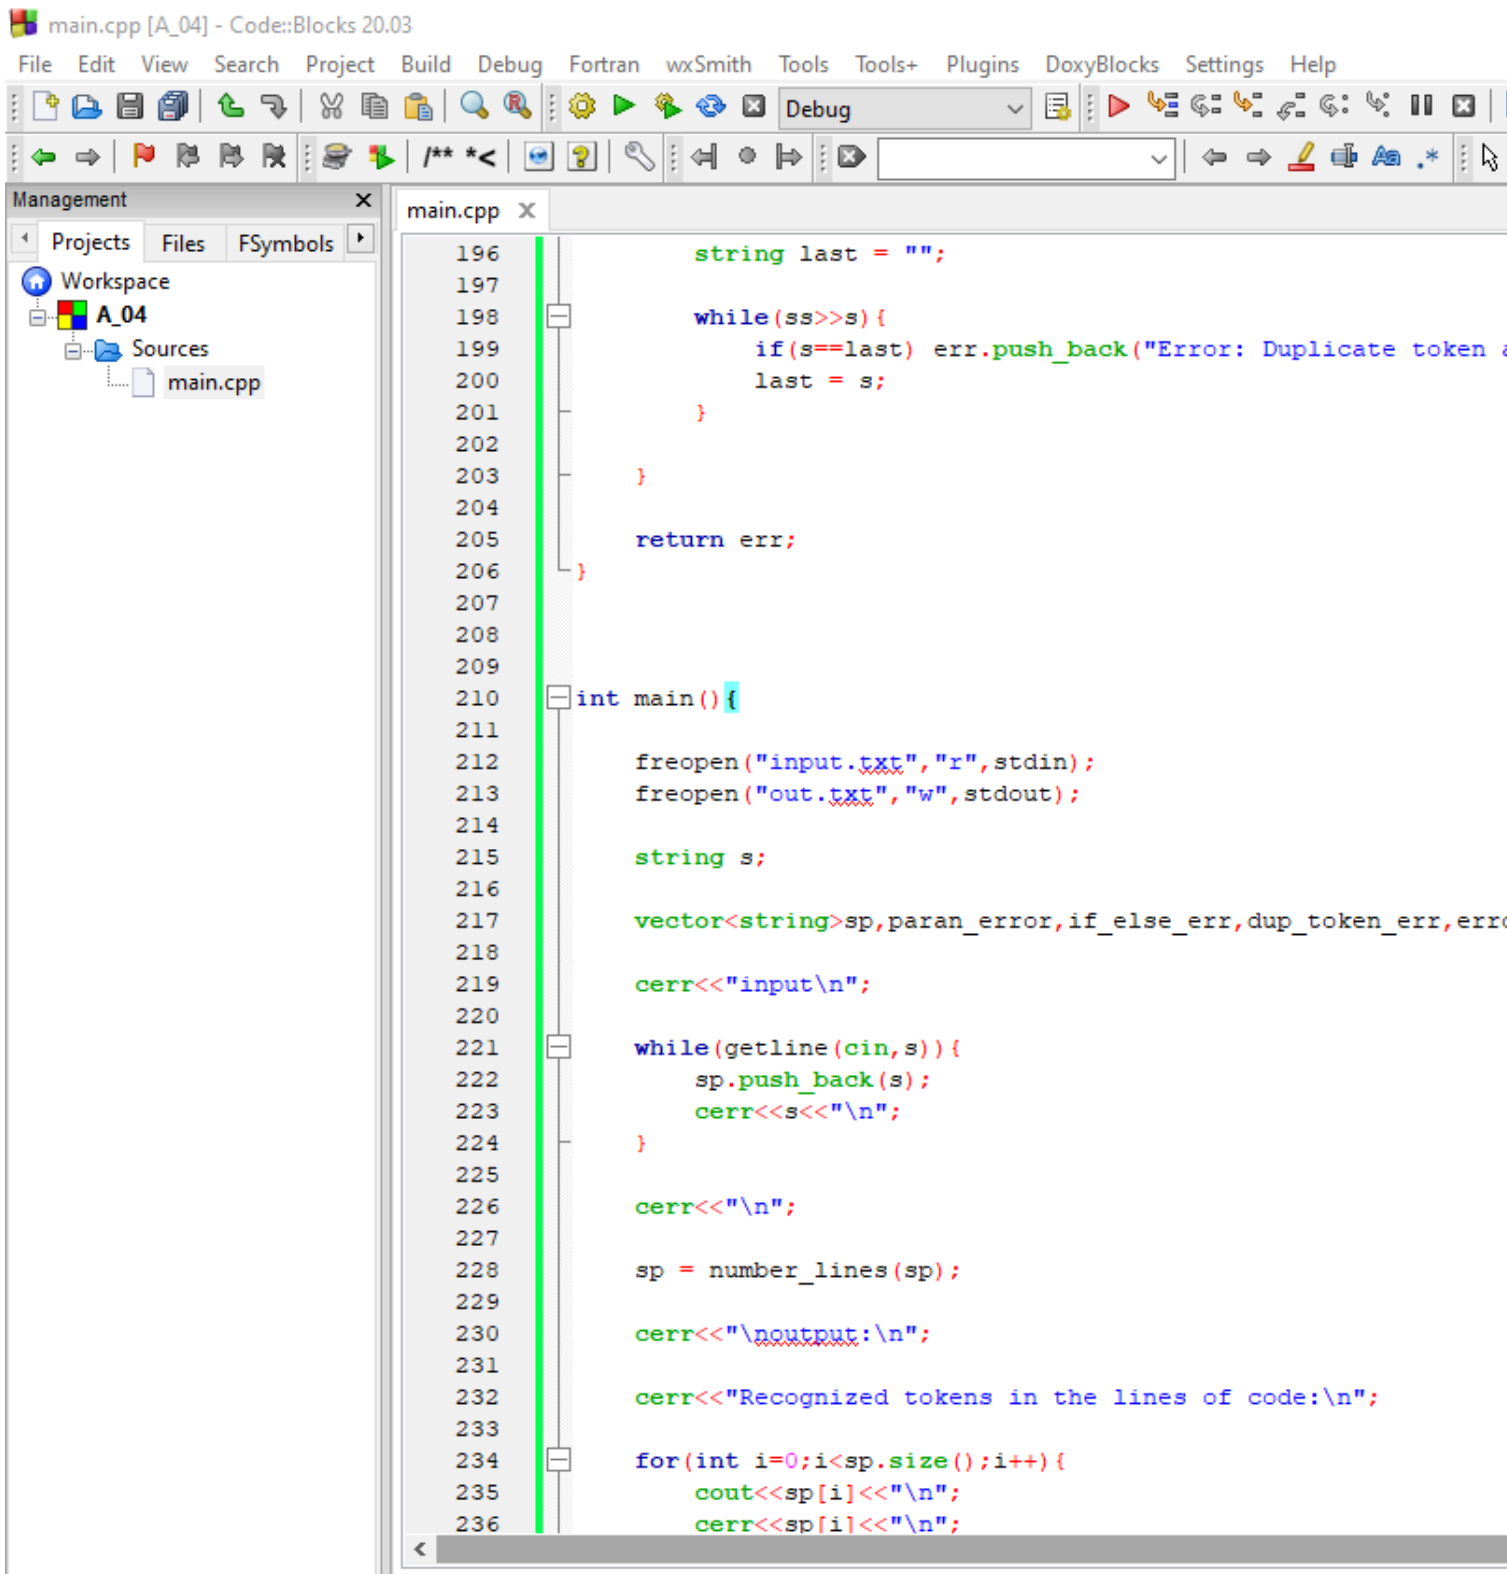 main.cpp [A_04] - Code::Blocks 20.03
File Edit View Search Project Build Debug Fortran wxSmith Tools Tools+ Plugins DoxyBlocks Settings Help
Debug
/** *<
Management
main.cpp
Projects Files FSymbols
Workspace
A_04
Sources
main.cpp
196 string last = "";
197
198 while(ss>>s){
199 if(s==last) err.push_back("Error: Duplicate token
200 last = s;
201 }
202
203 }
204
205 return err;
206 }
207
208
209
210 int main(){
211
212 freopen("input.txt","r",stdin);
213 freopen("out.txt","w",stdout);
214
215 string s;
216
217 vector<string>sp,paran_error,if_else_err,dup_token_err,
218
219 cerr<<"input\n";
220
221 while(getline(cin,s)){
222 sp.push_back(s);
223 cerr<<s<<"\n";
224 }
225
226 cerr<<"\n";
227
228 sp = number_lines(sp);
229
230 cerr<<"\noutput:\n";
231
232 cerr<<"Recognized tokens in the lines of code:\n";
233
234 for(int i=0;i<sp.size();i++){
235 cout<<sp[i]<<"\n";
236 cerr<<sp[i]<<"\n";